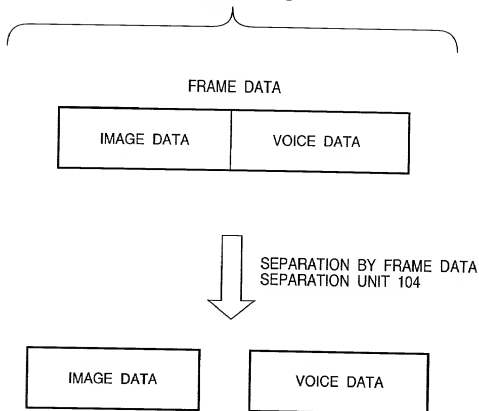 FRAME DATA
IMAGE DATA VOICE DATA
SEPARATION BY FRAME DATA
SEPARATION UNIT 104
IMAGE DATA VOICE DATA